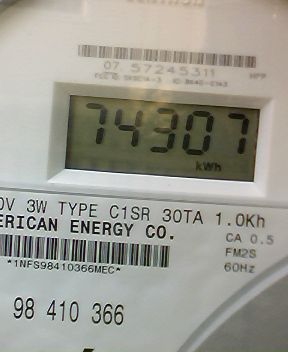 07 57245311
74307
kWh
0V 3W TYPE C1SR 30TA 1.0Kh
ERICAN ENERGY CO.
CA 0.5
FM2S
60Hz
*1NFS98410366MEC*
98 410 366